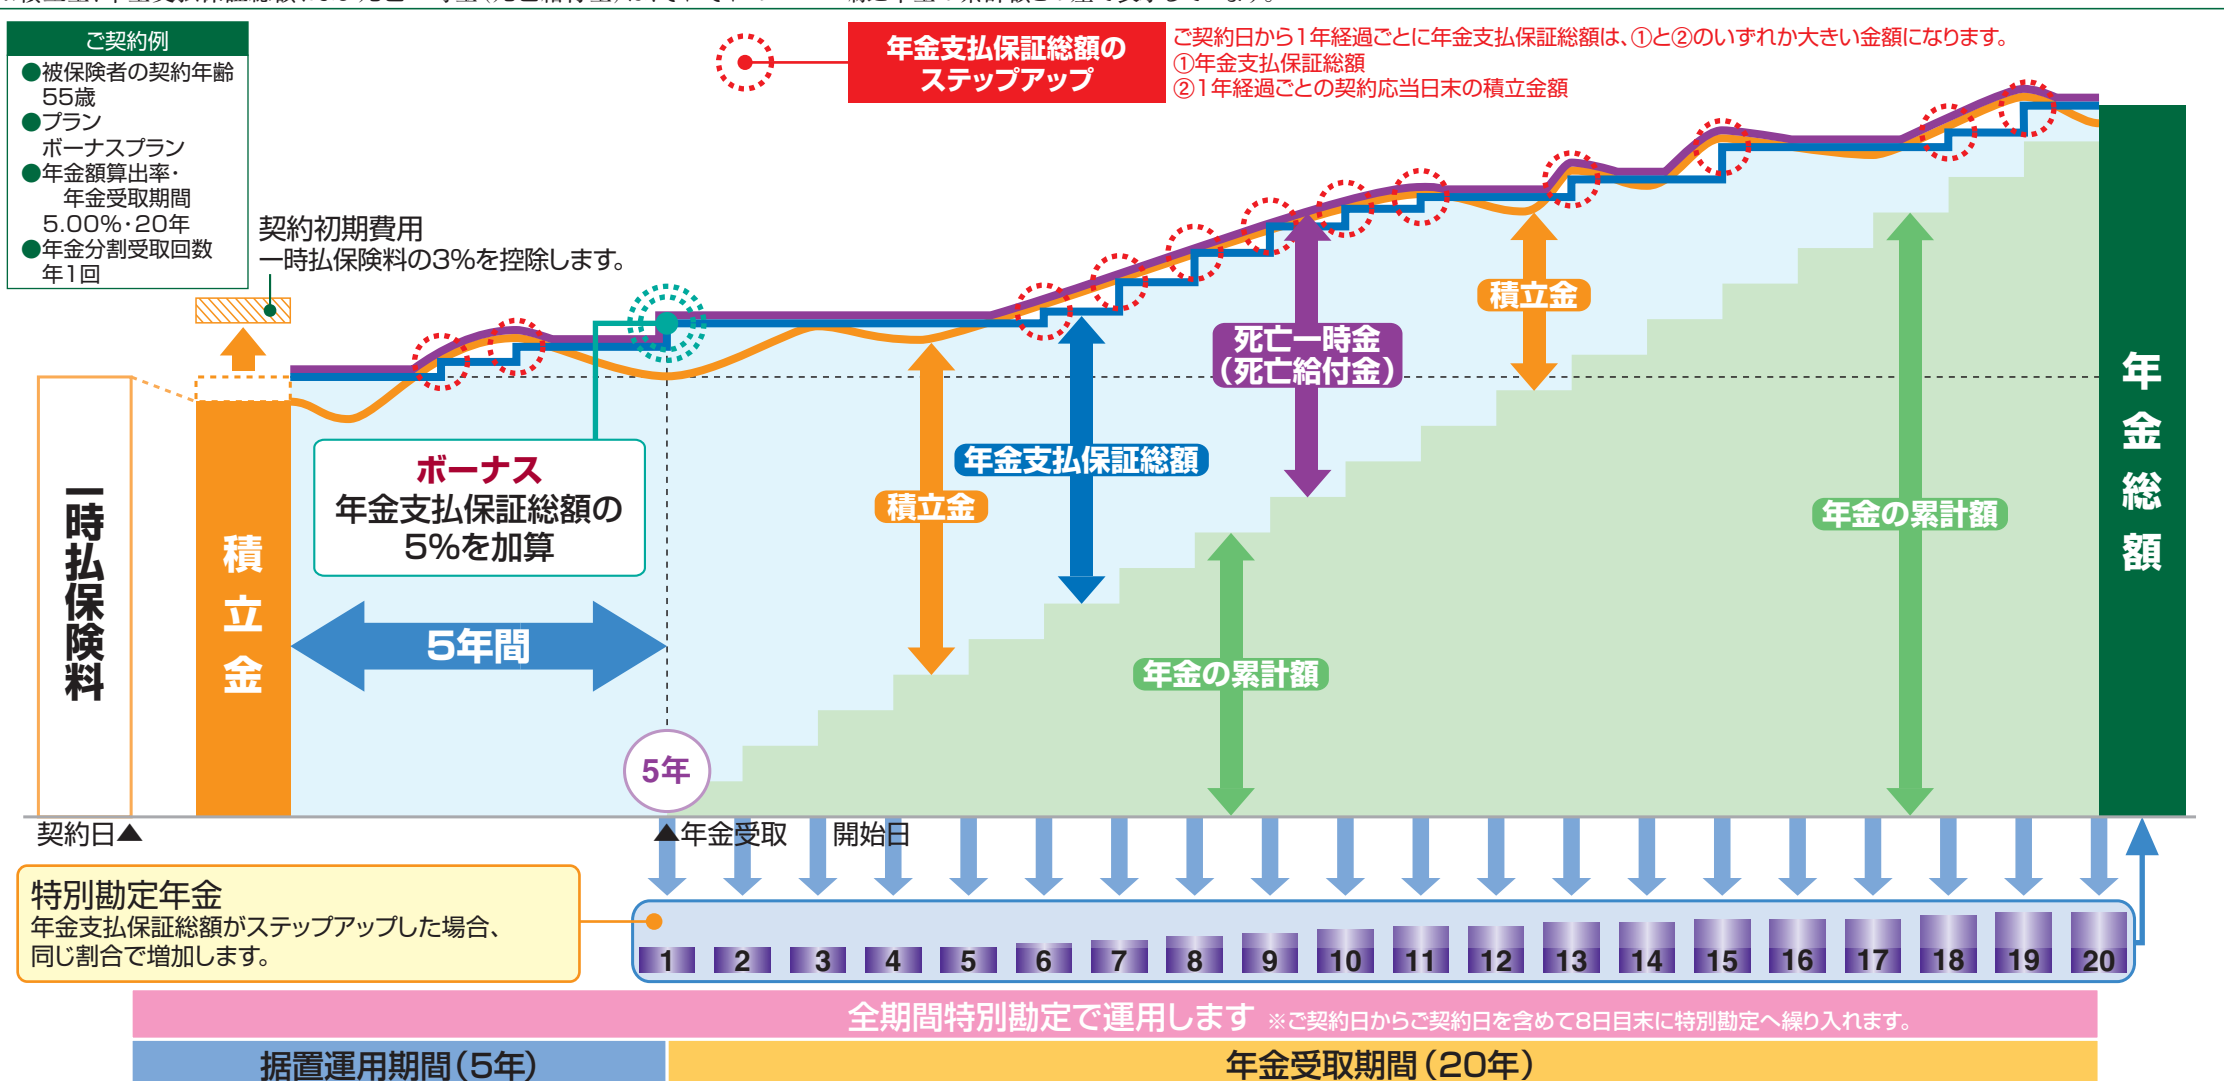 ご契約例
●被保険者の契約年齢
55歳
●プラン
ボーナスプラン
●年金額算出率・
年金受取期間
5.00%・20年
●年金分割受取回数
年1回
年金支払保証総額の
ステップアップ
ご契約日から1年経過ごとに年金支払保証総額は、①と②のいずれか大きい金額になります。
①年金支払保証総額
②1年経過ごとの契約応当日末の積立金額
契約初期費用
一時払保険料の3%を控除します。
一時払保険料
積立金
ボーナス
年金支払保証総額の
5%を加算
5年間
5年
積立金
年金支払保証総額
死亡一時金
(死亡給付金)
積立金
年金の累計額
年金の累計額
年金総額
契約日▲
▲年金受取 開始日
特別勘定年金
年金支払保証総額がステップアップした場合、
同じ割合で増加します。
1 2 3 4 5 6 7 8 9 10 11 12 13 14 15 16 17 18 19 20
全期間特別勘定で運用します ※ご契約日からご契約日を含めて8日目末に特別勘定へ繰り入れます。
据置運用期間(5年)
年金受取期間(20年)